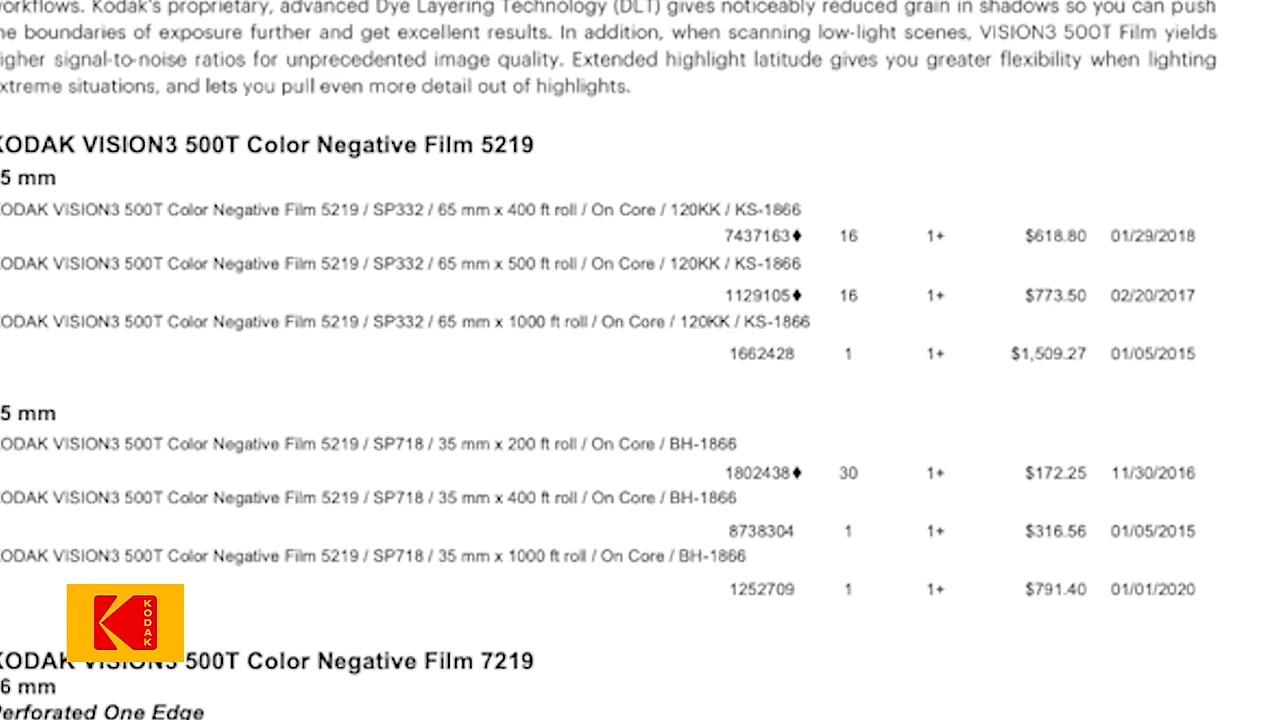 workflows. Kodak's proprietary, advanced Dye Layering Technology (DLT) gives noticeably reduced grain in shadows so you can push
he boundaries of exposure further and get excellent results. In addition, when scanning low-light scenes, VISION3 500T Film yields
igher signal-to-noise ratios for unprecedented image quality. Extended highlight latitude gives you greater flexibility when lighting
xtreme situations, and lets you pull even more detail out of highlights.
KODAK VISION3 500T Color Negative Film 5219
5 mm
ODAK VISION3 500T Color Negative Film 5219 / SP332 / 65 mm x 400 ft roll / On Core / 120KK / KS-1866
7437163♦ 16 1+ $618.80 01/29/2018
ODAK VISION3 500T Color Negative Film 5219 / SP332 / 65 mm x 500 ft roll / On Core / 120KK / KS-1866
1129105♦ 16 1+ $773.50 02/20/2017
ODAK VISION3 500T Color Negative Film 5219 / SP332 / 65 mm x 1000 ft roll / On Core / 120KK / KS-1866
1662428 1 1+ $1,509.27 01/05/2015
5 mm
ODAK VISION3 500T Color Negative Film 5219 / SP718 / 35 mm x 200 ft roll / On Core / BH-1866
1802438♦ 30 1+ $172.25 11/30/2016
ODAK VISION3 500T Color Negative Film 5219 / SP718 / 35 mm x 400 ft roll / On Core / BH-1866
8738304 1 1+ $316.56 01/05/2015
ODAK VISION3 500T Color Negative Film 5219 / SP718 / 35 mm x 1000 ft roll / On Core / BH-1866
1252709 1 1+ $791.40 01/01/2020
KODAK
KODAK VISION3 500T Color Negative Film 7219
6 mm
Perforated One Edge